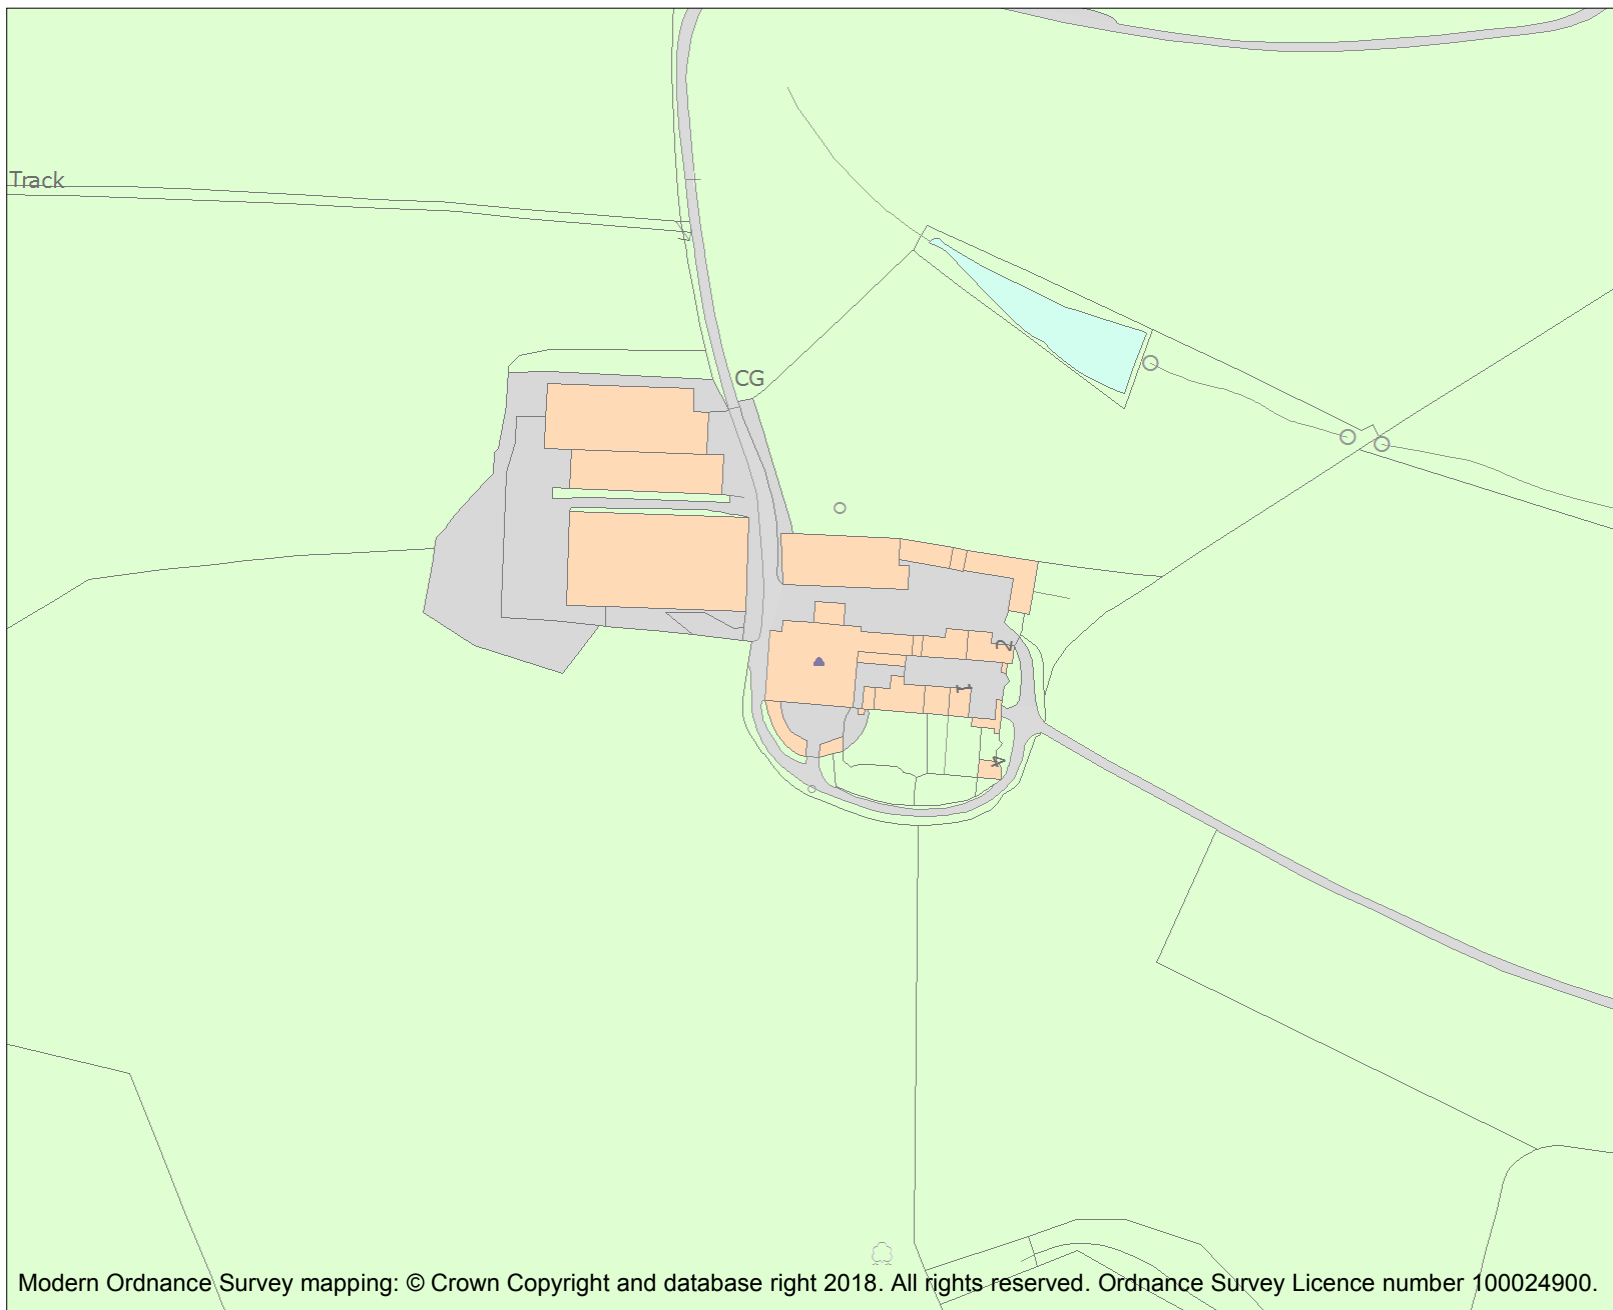 Track
CG
2
1
4
Modern Ordnance Survey mapping: © Crown Copyright and database right 2018. All rights reserved. Ordnance Survey Licence number 100024900.